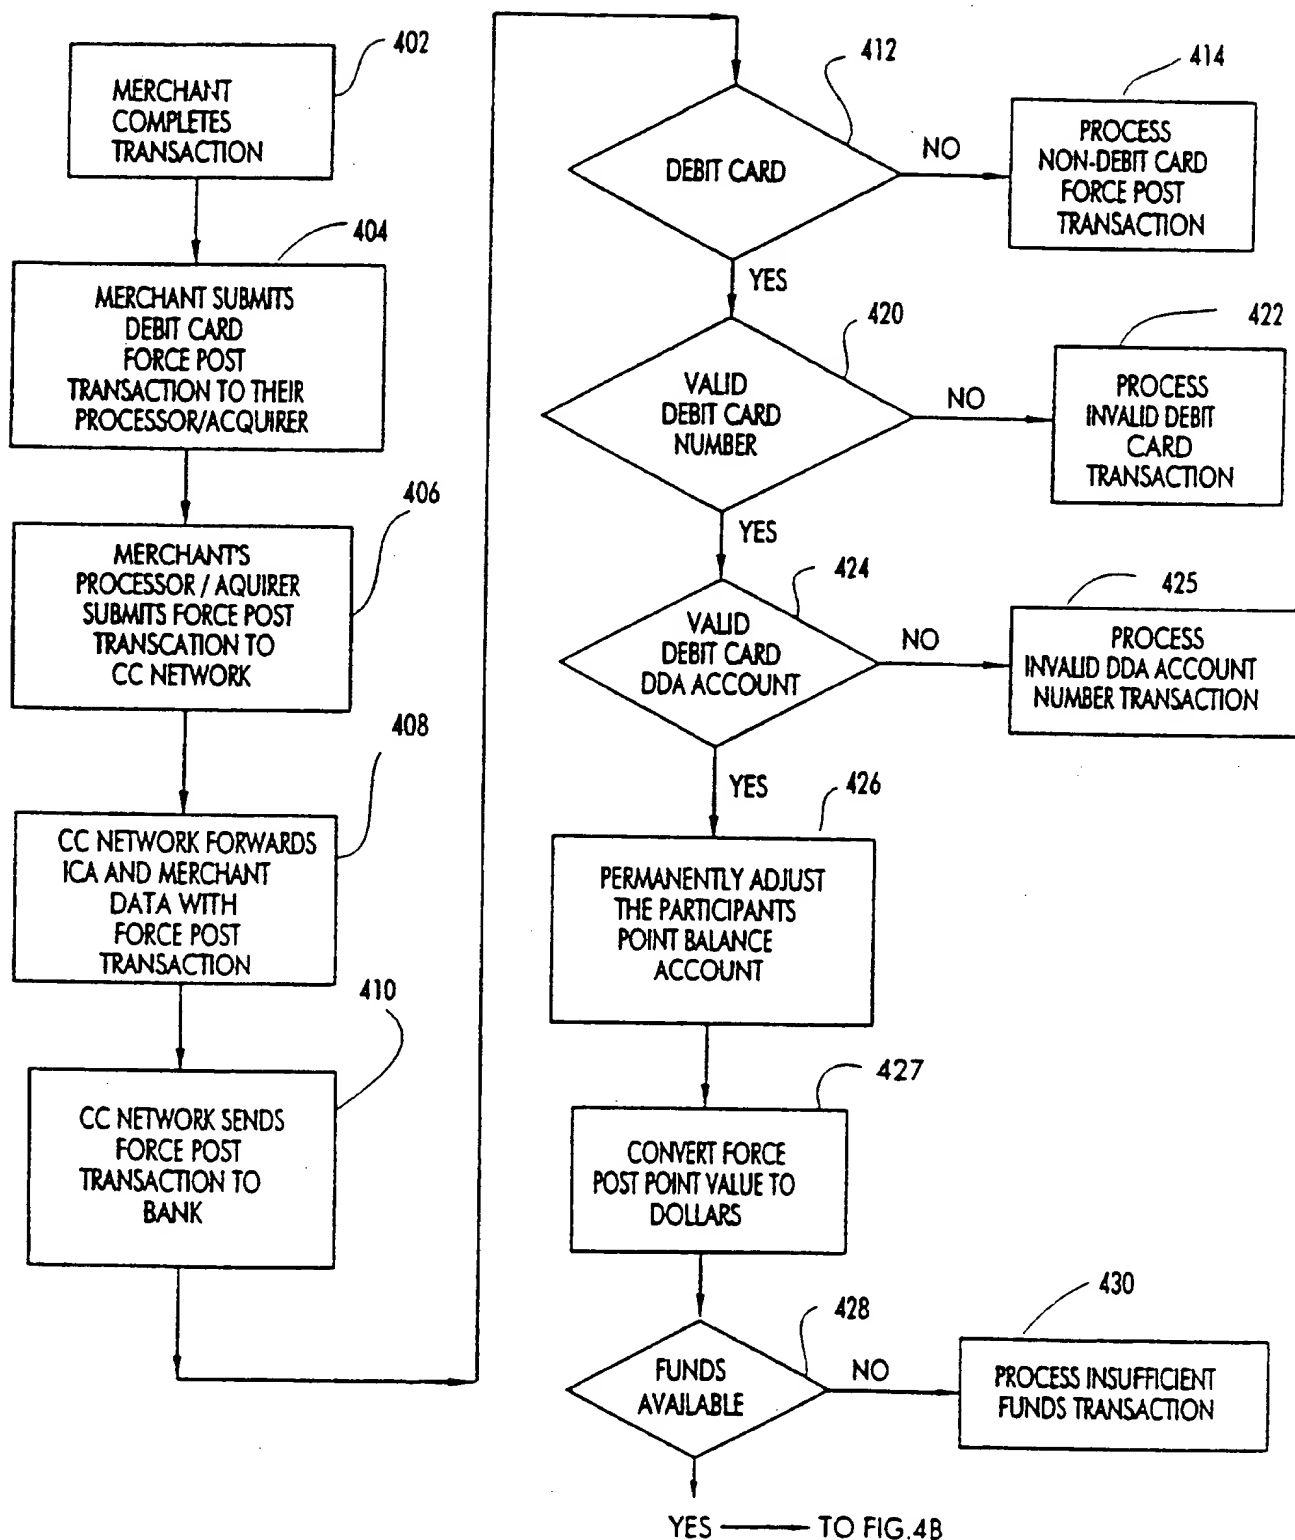 402
MERCHANT
COMPLETES
TRANSACTION
404
MERCHANT SUBMITS
DEBIT CARD
FORCE POST
TRANSACTION TO THEIR
PROCESSOR/ACQUIRER
406
MERCHANT'S
PROCESSOR / AQUIRER
SUBMITS FORCE POST
TRANSCATION TO
CC NETWORK
408
CC NETWORK FORWARDS
ICA AND MERCHANT
DATA WITH
FORCE POST
TRANSACTION
410
CC NETWORK SENDS
FORCE POST
TRANSACTION TO
BANK
412
DEBIT CARD
NO
414
PROCESS
NON-DEBIT CARD
FORCE POST
TRANSACTION
YES
420
VALID
DEBIT CARD
NUMBER
NO
422
PROCESS
INVALID DEBIT
CARD
TRANSACTION
YES
424
VALID
DEBIT CARD
DDA ACCOUNT
NO
425
PROCESS
INVALID DDA ACCOUNT
NUMBER TRANSACTION
YES
426
PERMANENTLY ADJUST
THE PARTICIPANTS
POINT BALANCE
ACCOUNT
427
CONVERT FORCE
POST POINT VALUE TO
DOLLARS
428
FUNDS
AVAILABLE
NO
430
PROCESS INSUFFICIENT
FUNDS TRANSACTION
YES TO FIG.4B